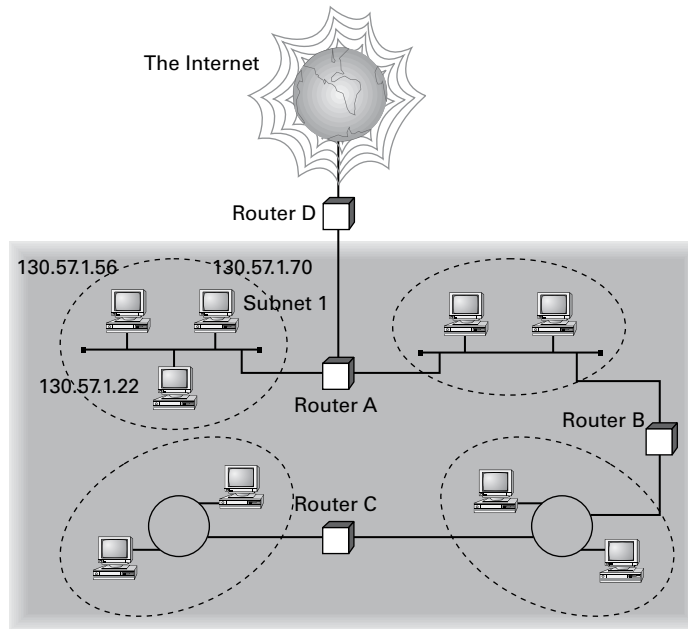 The Internet
Router D
130.57.1.56
130.57.1.70
Subnet 1
130.57.1.22
Router A
Router B
Router C